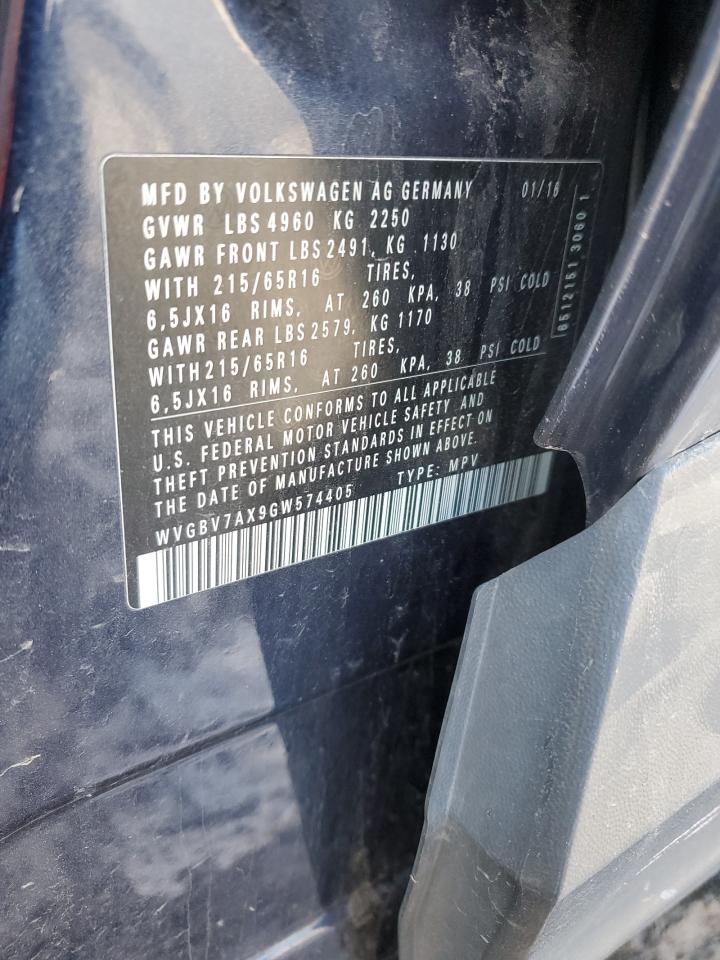 MFD BY VOLKSWAGEN AG GERMANY 01/16
GVWR LBS 4960 KG 2250
GAWR FRONT LBS 2491, KG 1130
WITH 215/65R16 TIRES,
6,5JX16 RIMS, AT 260 KPA, 38 PSI COLD
GAWR REAR LBS 2579, KG 1170
WITH 215/65R16 TIRES,
6,5JX16 RIMS, AT 260 KPA, 38 PSI COLD
THIS VEHICLE CONFORMS TO ALL APPLICABLE
U.S. FEDERAL MOTOR VEHICLE SAFETY AND
THEFT PREVENTION STANDARDS IN EFFECT ON
THE DATE OF MANUFACTURE SHOWN ABOVE.
WVGBV7AX9GW574405 TYPE: MPV
3060 1